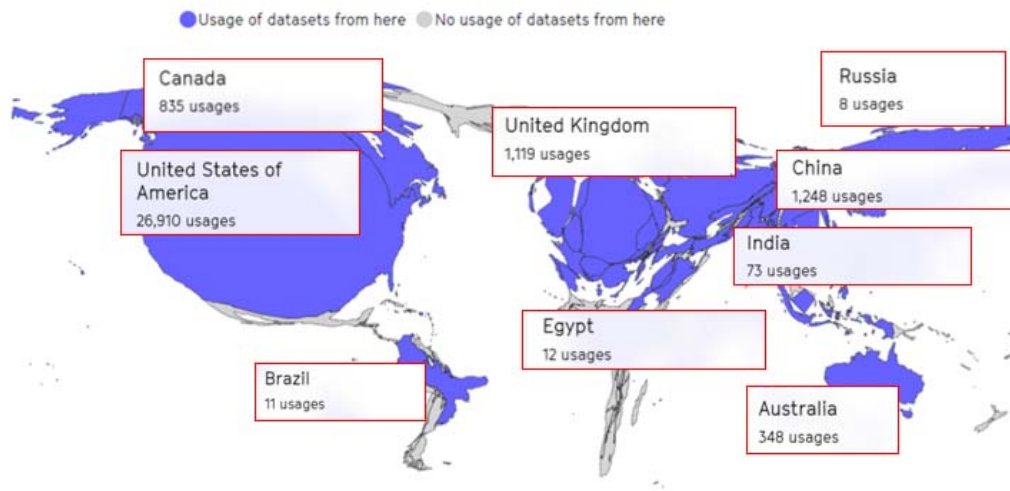 Usage of datasets from here No usage of datasets from here
Canada
835 usages
Russia
8 usages
United Kingdom
1,119 usages
United States of
America
26,910 usages
China
1,248 usages
India
73 usages
Egypt
12 usages
Brazil
11 usages
Australia
348 usages